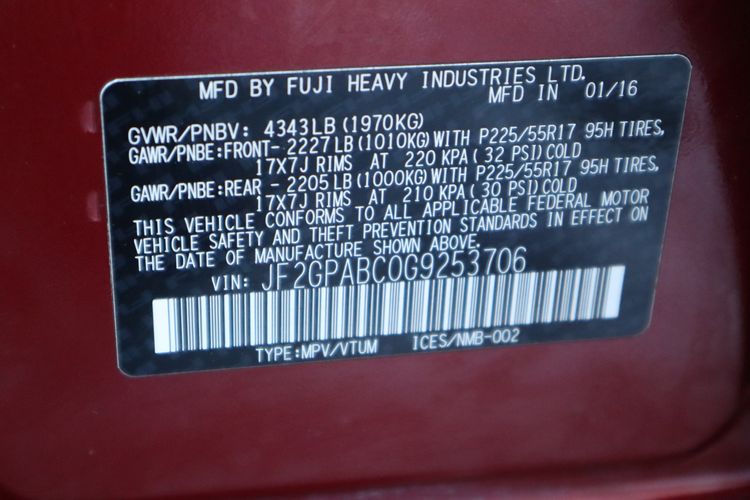 MFD BY FUJI HEAVY INDUSTRIES LTD.
MFD IN 01/16
GVWR/PNBV: 4343LB (1970KG)
GAWR/PNBE:FRONT- 2227 LB (1010KG) WITH P225/55R17 95H TIRES,
17X7J RIMS AT 220 KPA (32 PSI) COLD
GAWR/PNBE:REAR - 2205 LB (1000KG) WITH P225/55R17 95H TIRES,
17X7J RIMS AT 210 KPA (30 PSI) COLD
THIS VEHICLE CONFORMS TO ALL APPLICABLE FEDERAL MOTOR
VEHICLE SAFETY AND THEFT PREVENTION STANDARDS IN EFFECT ON
THE DATE OF MANUFACTURE SHOWN ABOVE.
VIN: JF2GPABC0G9253706
TYPE:MPV/VTUM ICES/NMB-002